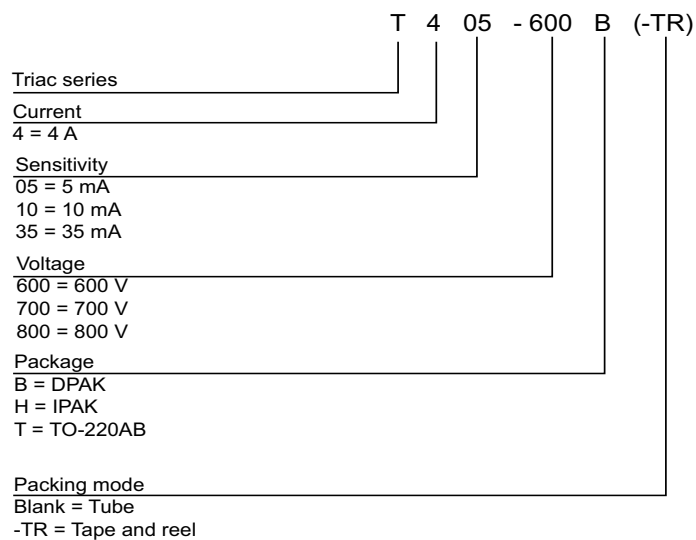 T 4 05 - 600 B (-TR)
Triac series
Current
4 = 4 A
Sensitivity
05 = 5 mA
10 = 10 mA
35 = 35 mA
Voltage
600 = 600 V
700 = 700 V
800 = 800 V
Package
B = DPAK
H = IPAK
T = TO-220AB
Packing mode
Blank = Tube
-TR = Tape and reel